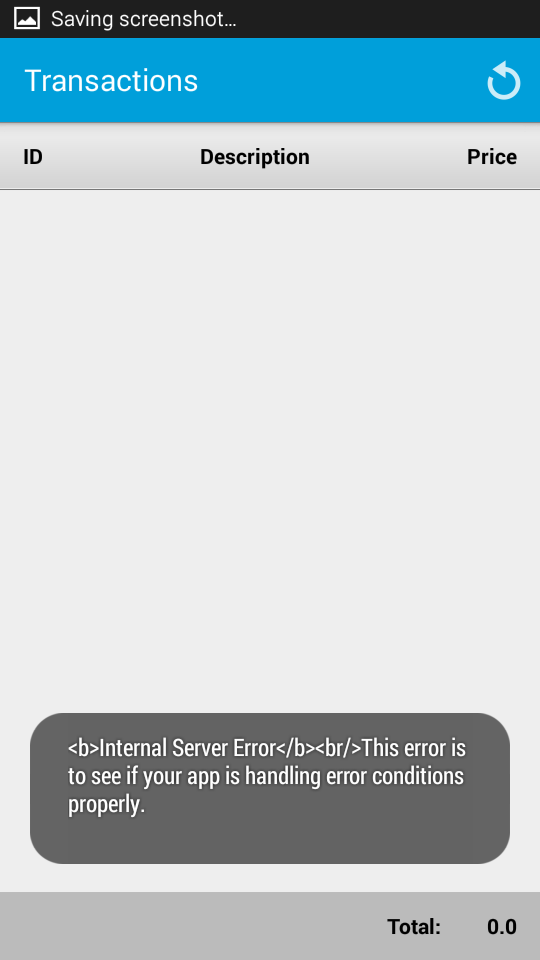 Saving screenshot...
Transactions
ID Description Price
<b>Internal Server Error</b><br/>This error is
to see if your app is handling error conditions
properly.
Total: 0.0